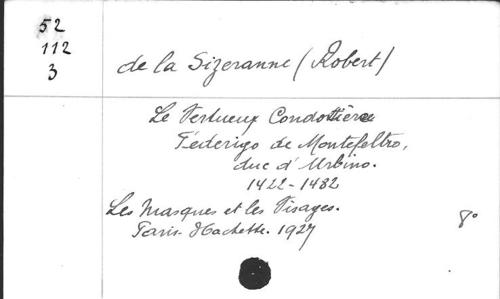 52
112
3
de la Sizeranne (Robert)
Le Vertueux Condottière
Féderigo de Montefeltro,
duc d'Urbino.
1422-1482
Les Masques et les Visages.
Paris. Hachette. 1927
8°